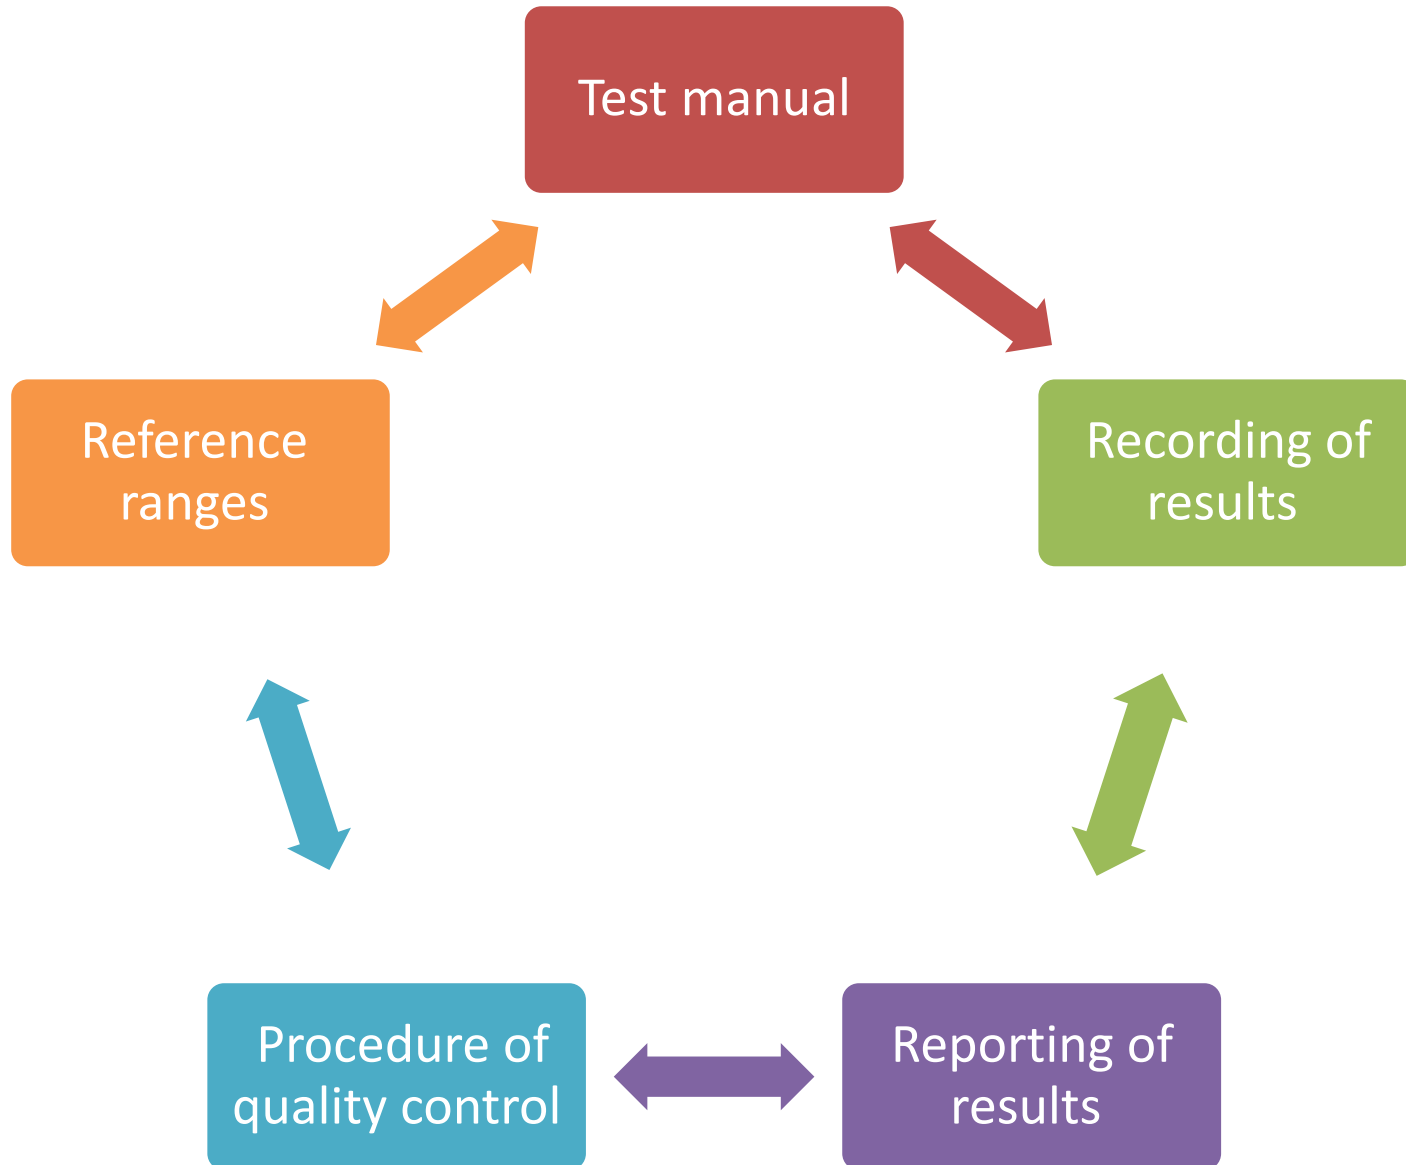 Test manual
Reference
ranges
Recording of
results
Procedure of
quality control
Reporting of
results